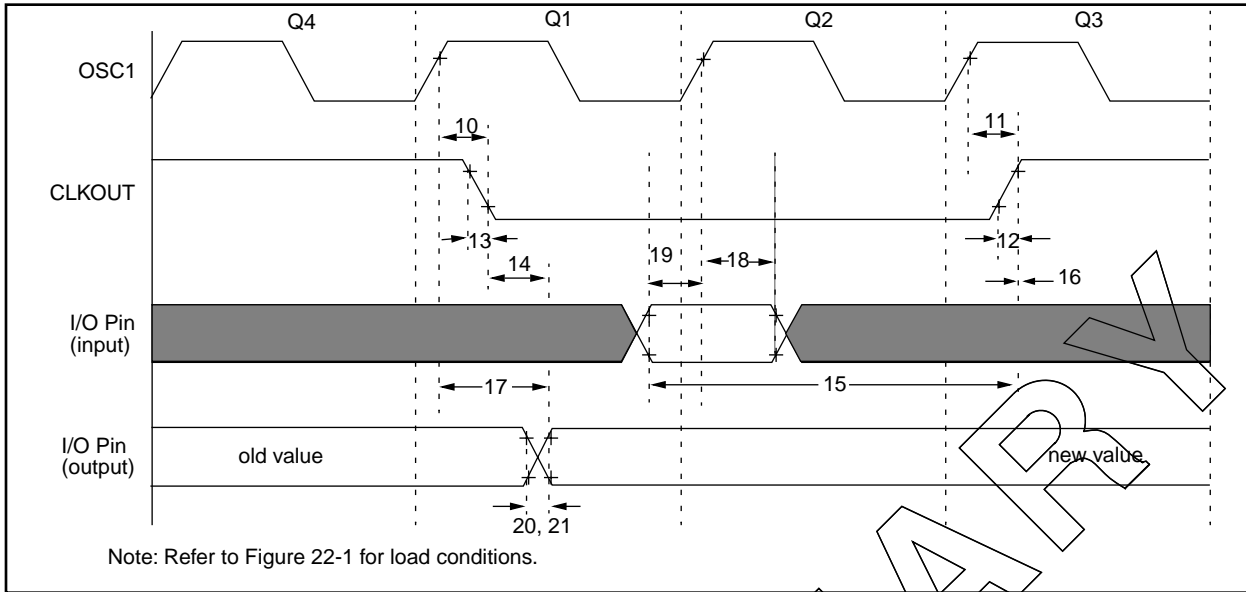 Q4 Q1 Q2 Q3
OSC1
10 11
CLKOUT
13 12
14 19 18
16
I/O Pin
(input)
17 15
I/O Pin
(output)
old value new value
20, 21
Note: Refer to Figure 22-1 for load conditions.
A R Y